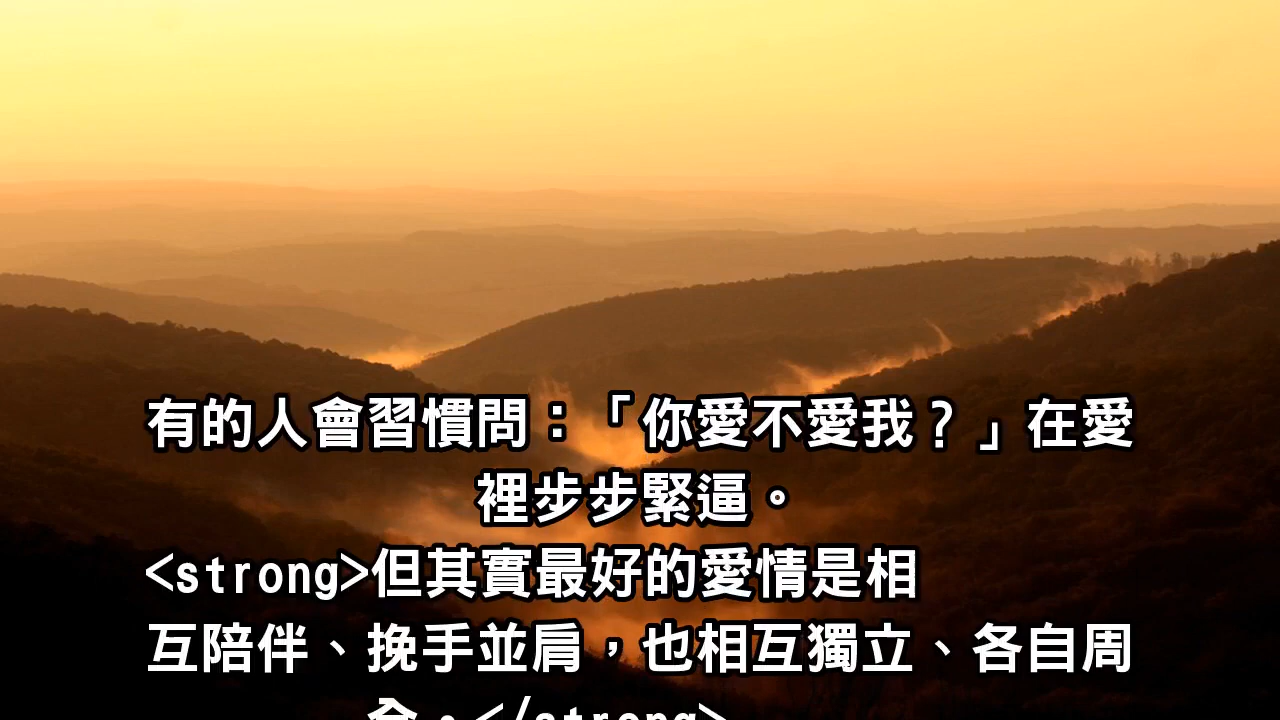 有的人會習慣問：「你愛不愛我？」在愛
裡步步緊逼。
<strong>但其實最好的愛情是相
互陪伴、挽手並肩，也相互獨立、各自周
全。</strong>